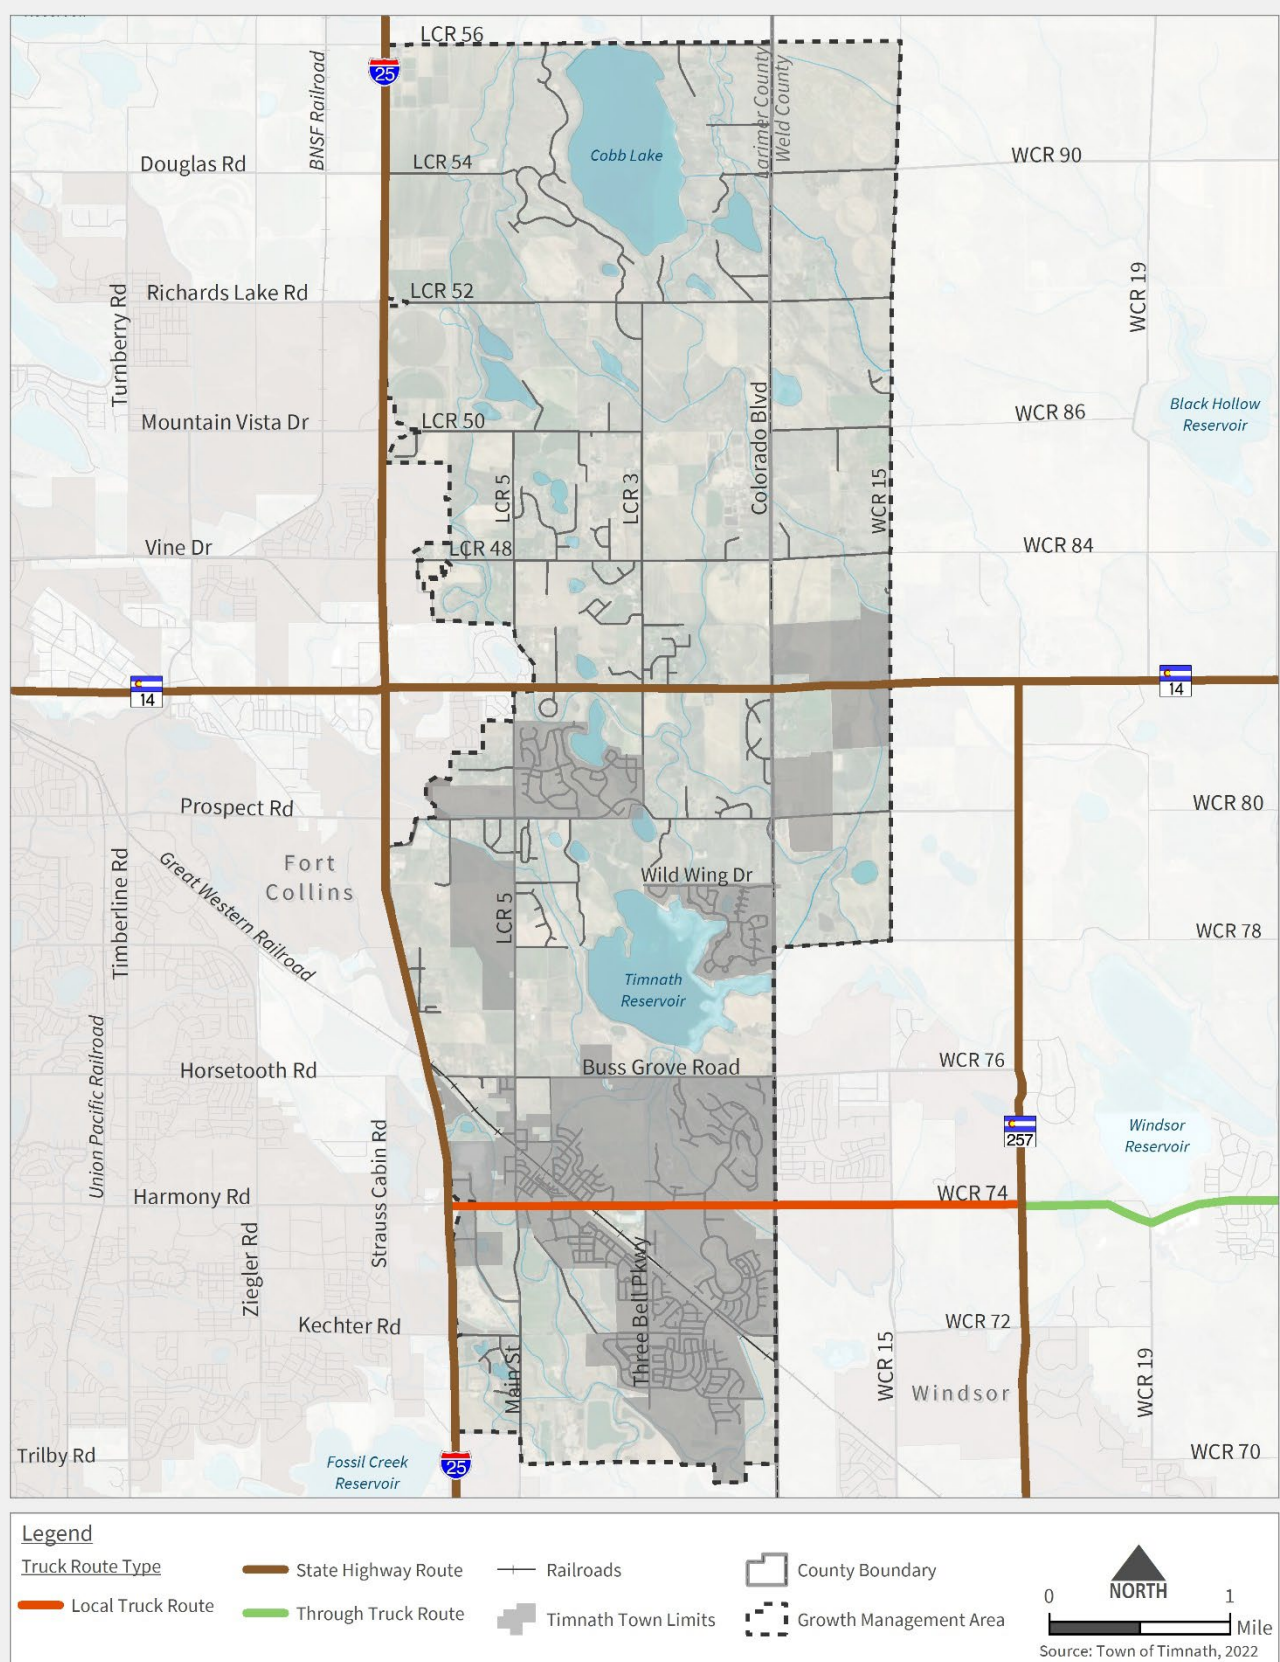 LCR 56
25
BNSF Railroad
Larimer County
Weld County
Cobb Lake
Douglas Rd
LCR 54
WCR 90
Richards Lake Rd
LCR 52
Turnberry Rd
WCR 19
Mountain Vista Dr
LCR 50
Colorado Blvd
WCR 86
Black Hollow
Reservoir
LCR 5
LCR 3
WCR 15
Vine Dr
LCR 48
WCR 84
14
14
Prospect Rd
WCR 80
Fort
Collins
Great Western Railroad
Timberline Rd
LCR 5
Wild Wing Dr
WCR 78
Timnath
Reservoir
Union Pacific Railroad
Horsetooth Rd
Buss Grove Road
WCR 76
257
Windsor
Reservoir
Strauss Cabin Rd
Harmony Rd
WCR 74
Ziegler Rd
Three Bell Pkwy
Kechter Rd
WCR 72
Main St
WCR 15
Windsor
WCR 19
Trilby Rd
Fossil Creek
Reservoir
25
WCR 70
Legend
Truck Route Type
Local Truck Route
State Highway Route
Through Truck Route
Railroads
Timnath Town Limits
County Boundary
Growth Management Area
NORTH
0 1
Mile
Source: Town of Timnath, 2022